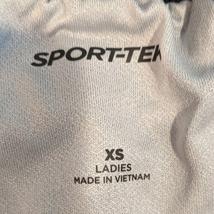 SPORT-TEK
XS
LADIES
MADE IN VIETNAM